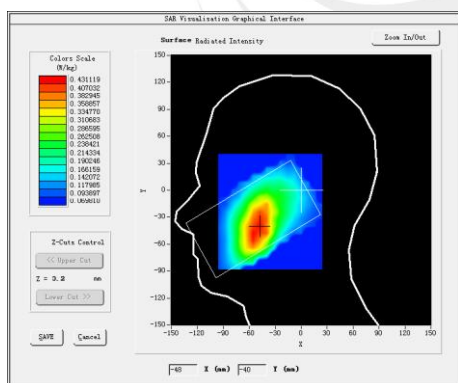 SAR Visualisation Graphical Interface
Surface Radiated Intensity
Zoom In/Out
Colors Scale
(W/kg)
0.431119
0.407032
0.382945
0.358857
0.334770
0.310683
0.286595
0.262508
0.238421
0.214334
0.190246
0.166159
0.142072
0.117985
0.093897
0.069810
Z-Cuts Control
<< Upper Cut
Z = 3.2 mm
Lower Cut >>
SAVE Cancel
150
120
90
60
30
0
-30
-60
-90
-120
-150
Y
-150 -120 -90 -60 -30 0 30 60 90 120 150
X
-48 X (mm) -40 Y (mm)